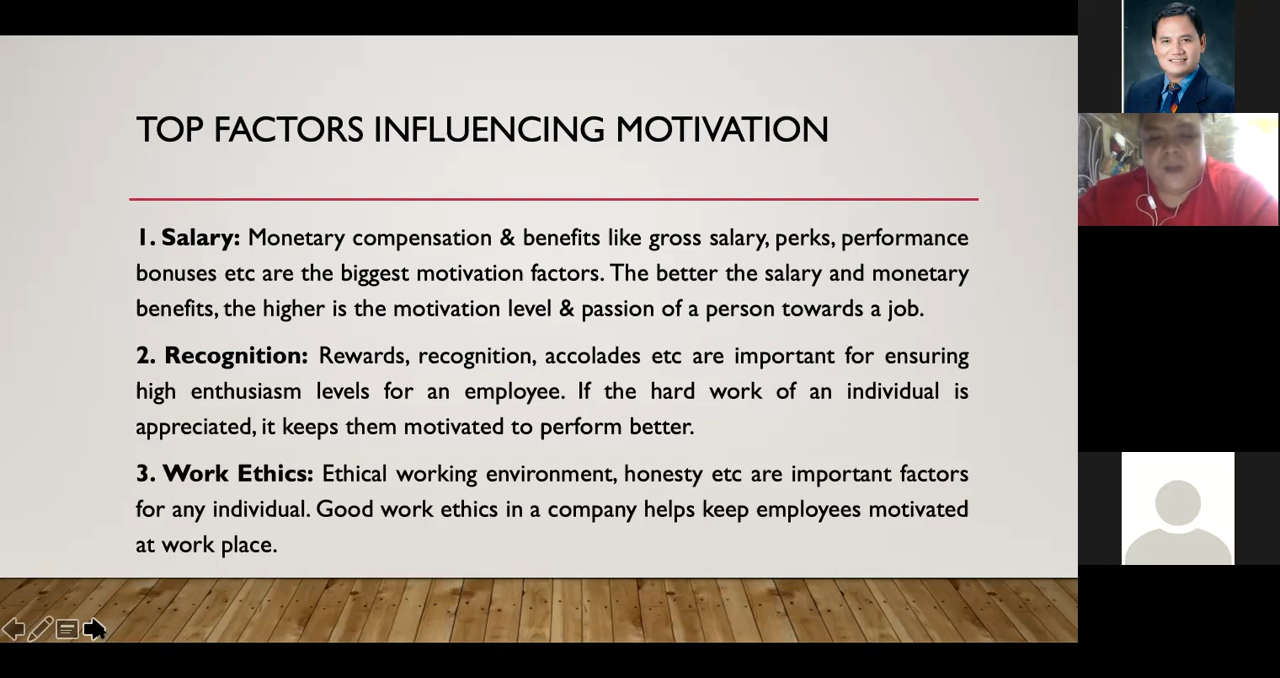 TOP FACTORS INFLUENCING MOTIVATION
1. Salary: Monetary compensation & benefits like gross salary, perks, performance
bonuses etc are the biggest motivation factors. The better the salary and monetary
benefits, the higher is the motivation level & passion of a person towards a job.
2. Recognition: Rewards, recognition, accolades etc are important for ensuring
high enthusiasm levels for an employee. If the hard work of an individual is
appreciated, it keeps them motivated to perform better.
3. Work Ethics: Ethical working environment, honesty etc are important factors
for any individual. Good work ethics in a company helps keep employees motivated
at work place.